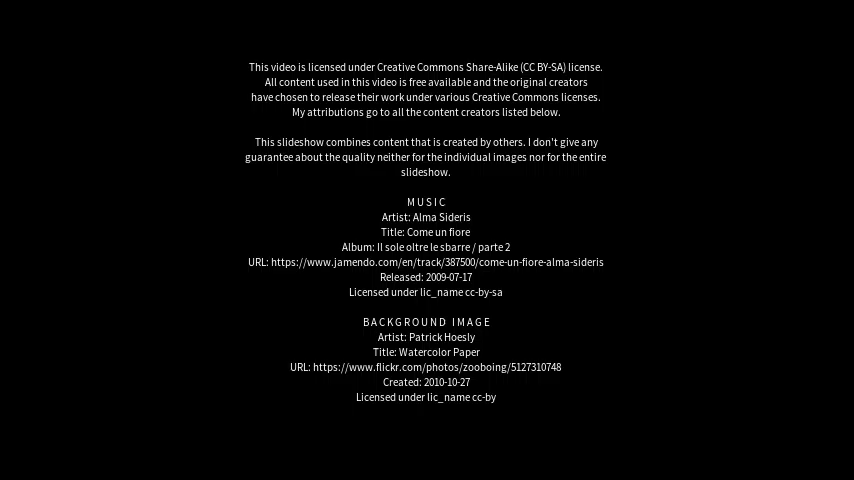 This video is licensed under Creative Commons Share-Alike (CC BY-SA) license.
All content used in this video is free available and the original creators
have chosen to release their work under various Creative Commons licenses.
My attributions go to all the content creators listed below.
This slideshow combines content that is created by others. I don't give any
guarantee about the quality neither for the individual images nor for the entire
slideshow.
MUSIC
Artist: Alma Sideris
Title: Come un fiore
Album: Il sole oltre le sbarre / parte 2
URL: https://www.jamendo.com/en/track/387500/come-un-fiore-alma-sideris
Released: 2009-07-17
Licensed under lic_name cc-by-sa
BACKGROUND IMAGE
Artist: Patrick Hoesly
Title: Watercolor Paper
URL: https://www.flickr.com/photos/zooboing/5127310748
Created: 2010-10-27
Licensed under lic_name cc-by